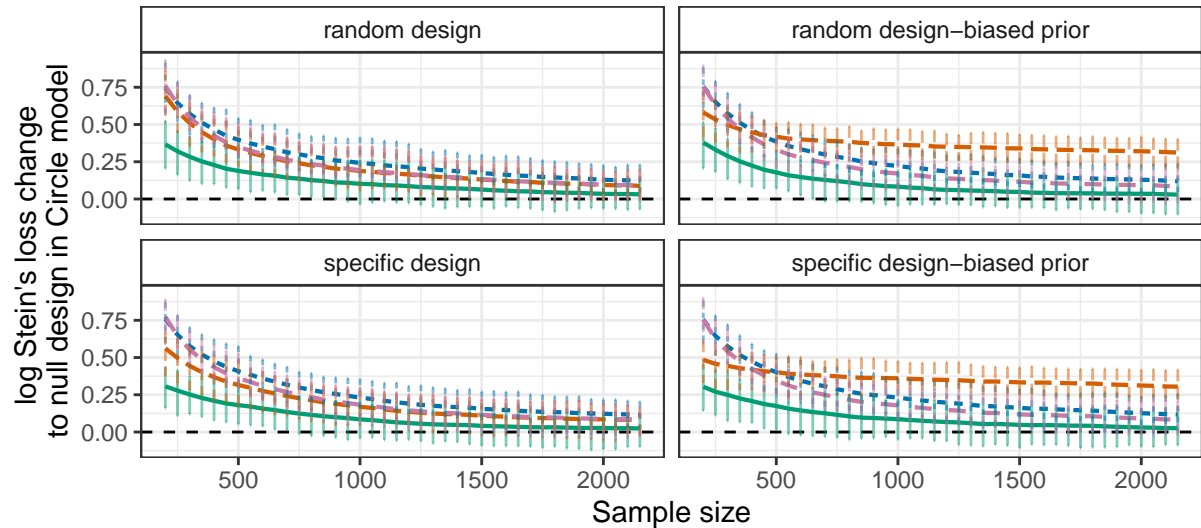 random design
random design−biased prior
0.75
0.50
0.25
0.00
specific design
specific design−biased prior
0.75
0.50
0.25
0.00
log Stein's loss change
to null design in Circle model
500
1000
1500
2000
500
1000
1500
2000
Sample size